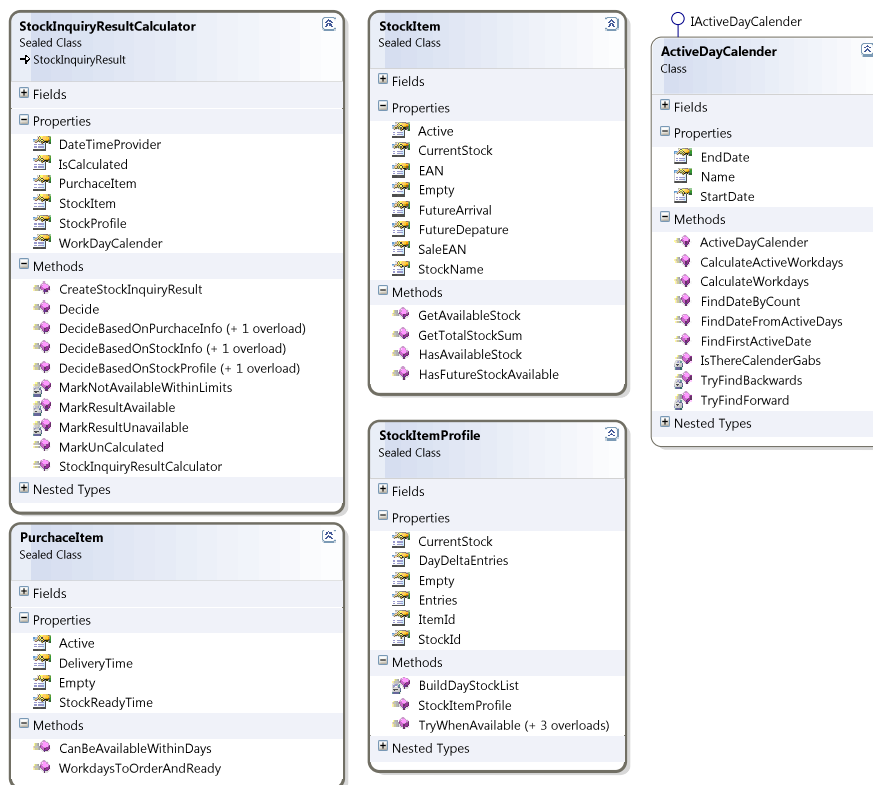 StockInquiryResultCalculator
Sealed Class
StockInquiryResult
Fields
Properties
DateTimeProvider
IsCalculated
PurchaceItem
StockItem
StockProfile
WorkDayCalender
Methods
CreateStockInquiryResult
Decide
DecideBasedOnPurchaceInfo (+ 1 overload)
DecideBasedOnStockInfo (+ 1 overload)
DecideBasedOnStockProfile (+ 1 overload)
MarkNotAvailableWithinLimits
MarkResultAvailable
MarkResultUnavailable
MarkUnCalculated
StockInquiryResultCalculator
Nested Types
PurchaceItem
Sealed Class
Fields
Properties
Active
DeliveryTime
Empty
StockReadyTime
Methods
CanBeAvailableWithinDays
WorkdaysToOrderAndReady
StockItem
Sealed Class
Fields
Properties
Active
CurrentStock
EAN
Empty
FutureArrival
FutureDepature
SaleEAN
StockName
Methods
GetAvailableStock
GetTotalStockSum
HasAvailableStock
HasFutureStockAvailable
StockItemProfile
Sealed Class
Fields
Properties
CurrentStock
DayDeltaEntries
Empty
Entries
ItemId
StockId
Methods
BuildDayStockList
StockItemProfile
TryWhenAvailable (+ 3 overloads)
Nested Types
IActiveDayCalender
ActiveDayCalender
Class
Fields
Properties
EndDate
Name
StartDate
Methods
ActiveDayCalender
CalculateActiveWorkdays
CalculateWorkdays
FindDateByCount
FindDateFromActiveDays
FindFirstActiveDate
IsThereCalenderGabs
TryFindBackwards
TryFindForward
Nested Types